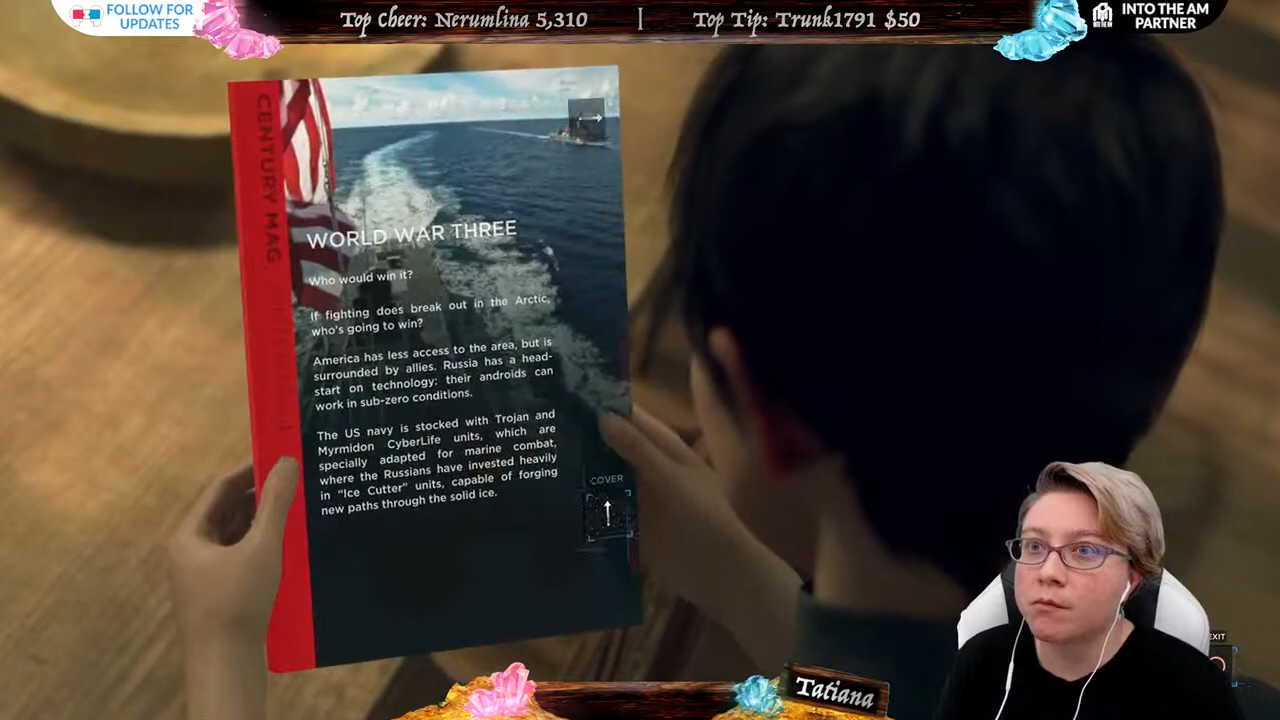 FOLLOW FOR
UPDATES
Top Cheer: Nerumlina 5,310 | Top Tip: Trunk1791 $50
INTO THE AM
PARTNER
CENTURY MAG
WORLD WAR THREE
Who would win it?
If fighting does break out in the Arctic,
who's going to win?
America has less access to the area, but is
surrounded by allies. Russia has a head-
start on technology; their androids can
work in sub-zero conditions.
The US navy is stocked with Trojan and
Myrmidon CyberLife units, which are
specially adapted for marine combat,
where the Russians have invested heavily
in "Ice Cutter" units, capable of forging
new paths through the solid ice.
COVER
EXIT
Tatiana